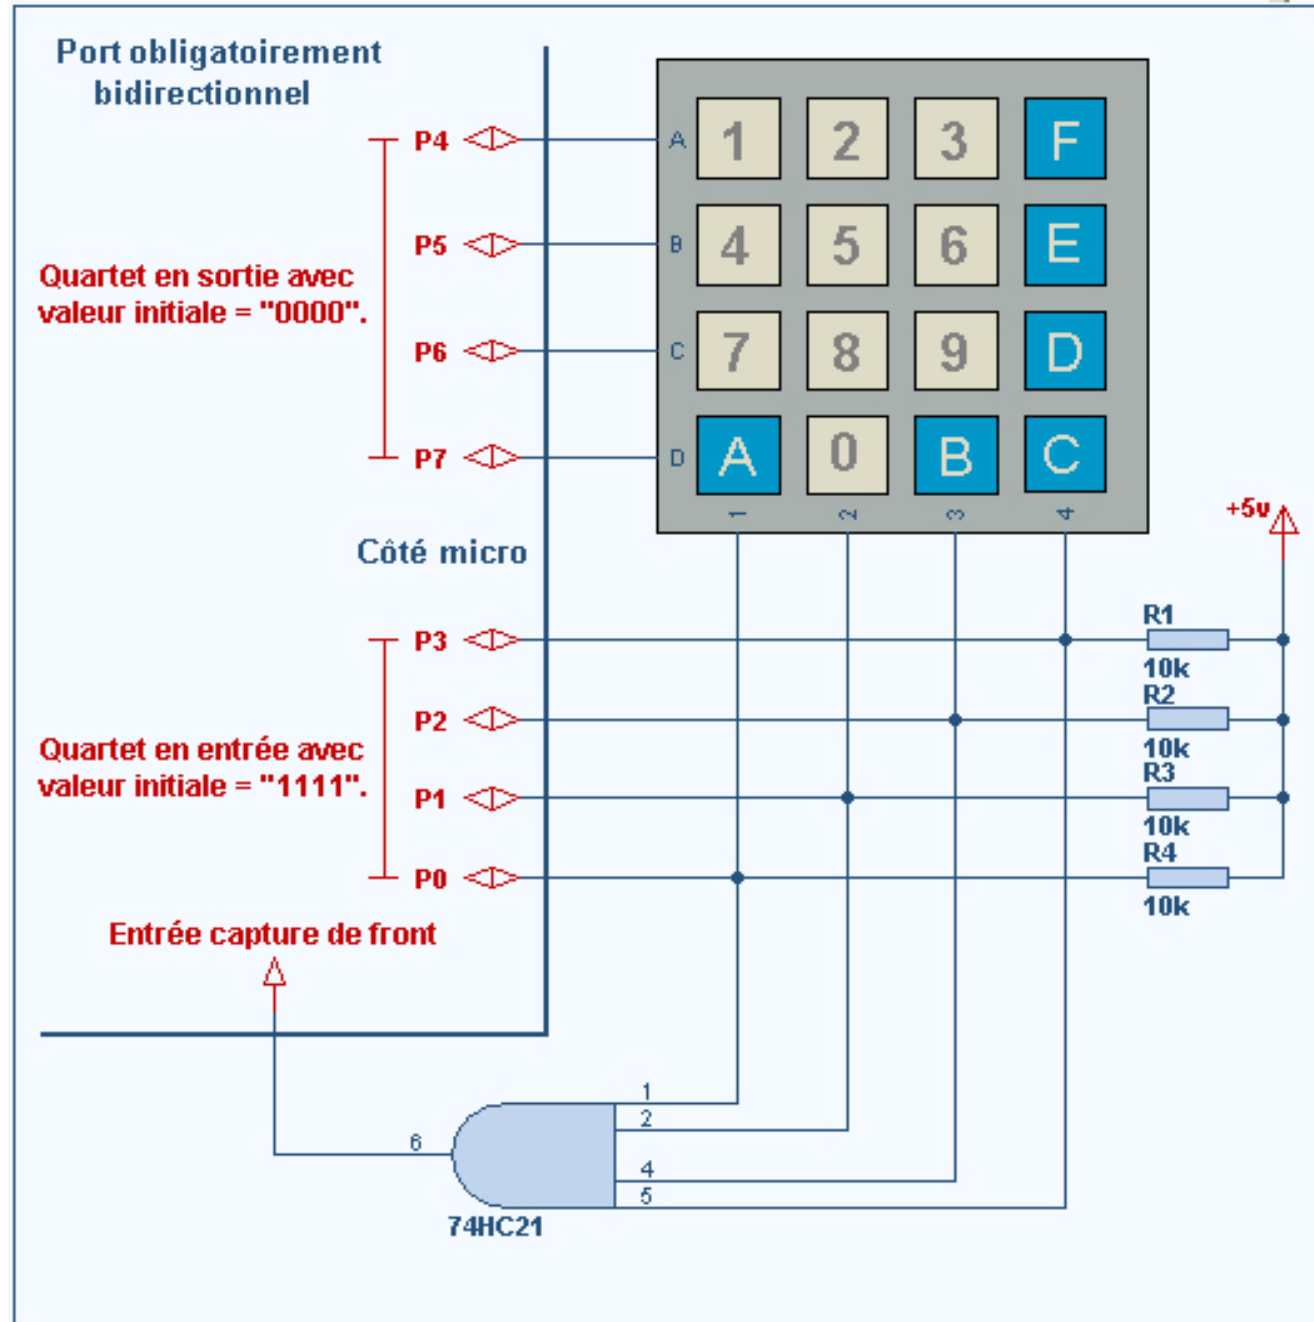 Port obligatoirement
bidirectionnel
P4
A
1
2
3
F
P5
B
4
5
6
E
Quartet en sortie avec
valeur initiale = "0000".
P6
C
7
8
9
D
P7
D
A
0
B
C
1
2
3
4
+5v
Côté micro
P3
R1
10k
P2
R2
10k
Quartet en entrée avec
valeur initiale = "1111".
P1
R3
10k
P0
R4
10k
Entrée capture de front
1
2
6
4
5
74HC21